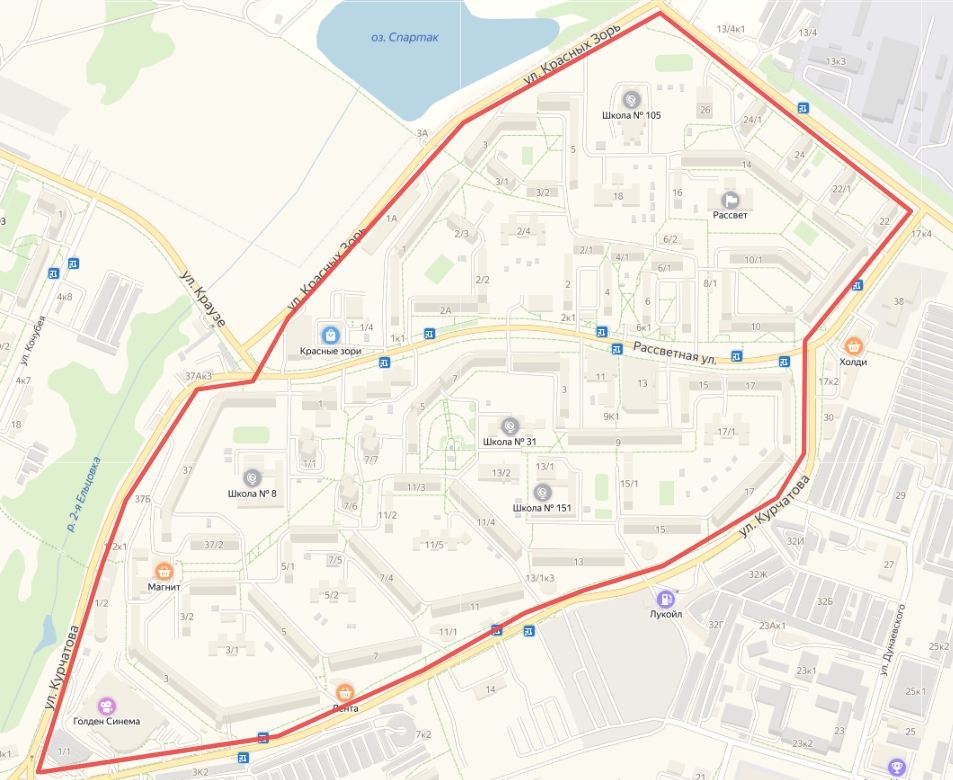 оз. Спартак
ул. Красных Зорь
13/4к1
13/4
13к3
Школа № 105
26
24/1
3А
3
5
24
14
3/1
3/2
18
16
22/1
1А
Рассвет
22
1
17к4
2/3
2/4
6/2
ул. Красных Зорь
1
2/1
4/1
6/1
10/1
4к8
ул. Краузе
2/2
2
4
8/1
38
ул. Кочубея
2А
2к1
6к1
10
1/4
1к1
Красные зори
Рассветная ул.
Холди
37Ак3
4к7
7
3
11
13
15
17
17к2
1
5
9К1
30
18
Школа № 31
17/1
9
37
1/1
7/7
Школа № 8
11/3
13/2
13/1
15/1
17
37Б
7/6
Школа № 151
29
р. 2-я Ельцовка
11/2
11/4
15
ул. Курчатова
37/2
11/5
32И
2к1
5/1
7/5
13
Магнит
7/4
13/1к3
32Ж
27
1/2
5/2
11
Лукойл
32Б
3/2
32Г
23Ак1
3/1
5
11/1
25
ул. Дунаевского
25к2
ул. Курчатова
7
3
14
23к1
25к1
Голден Синема
Лента
7к2
1/1
23к2
3К2